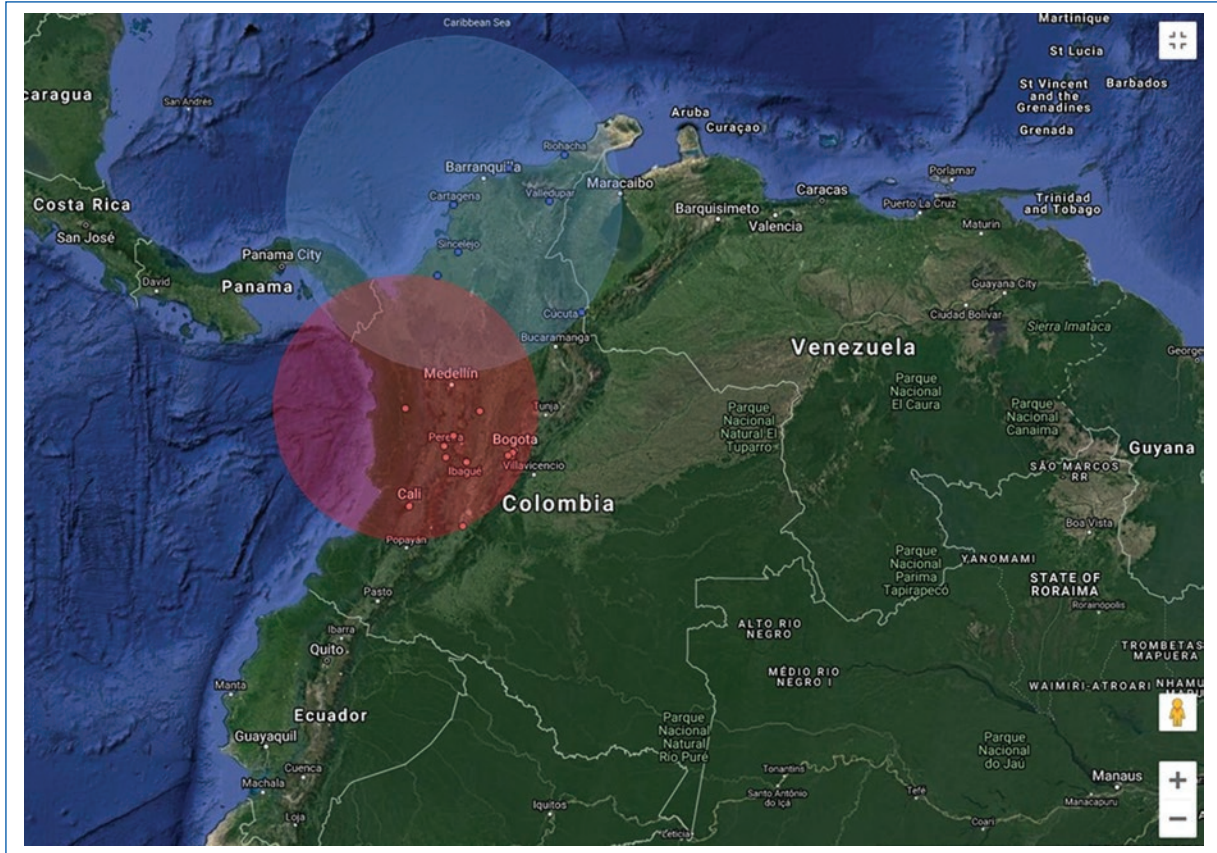 Caribbean Sea
Martinique
St Lucia
St Vincent
and the
Grenadines
Barbados
caragua
San Andrés
Aruba
Curaçao
Grenada
Riohacha
Barranquilla
Cartagena
Valledupar
Maracaibo
Porlamar
Caracas
Puerto La Cruz
Trinidad
and Tobago
Costa Rica
Barquisimeto
Valencia
Maturin
San José
Sincelejo
Panama City
David
Panama
Guayana City
Ciudad Bolívar
Cucuta
Sierra Imataca
Bucaramanga
Venezuela
George
Medellín
Parque
Nacional
El Caura
Parque
Nacional
Canaima
Tunja
Parque
Nacional
Natural El
Tuparro
Pereira
Bogota
Guyana
Ibagué
Villavicencio
SÃO MARCOS
- RR
Cali
Colombia
Boa Vista
Popayán
Parque
Nacional
Parima
Tapirapecó
YANOMAMI
STATE OF
RORAIMA
Rorainópolis
Pasto
ALTO RIO
NEGRO
Ibarra
Quito
TROMBETAS
MAPUERA
MÉDIO RIO
NEGRO I
WAIMIRI-ATROARI
NHAMU
Manta
Ecuador
Parque
Nacional
Natural
Río Puré
Guayaquil
Parque
Nacional
do Jaú
Cuenca
Machala
Tonantins
Manaus
Santo Antônio
do Içá
Tefé
Manacapuru
Iquitos
Loja
Coari
Leticia
+
−